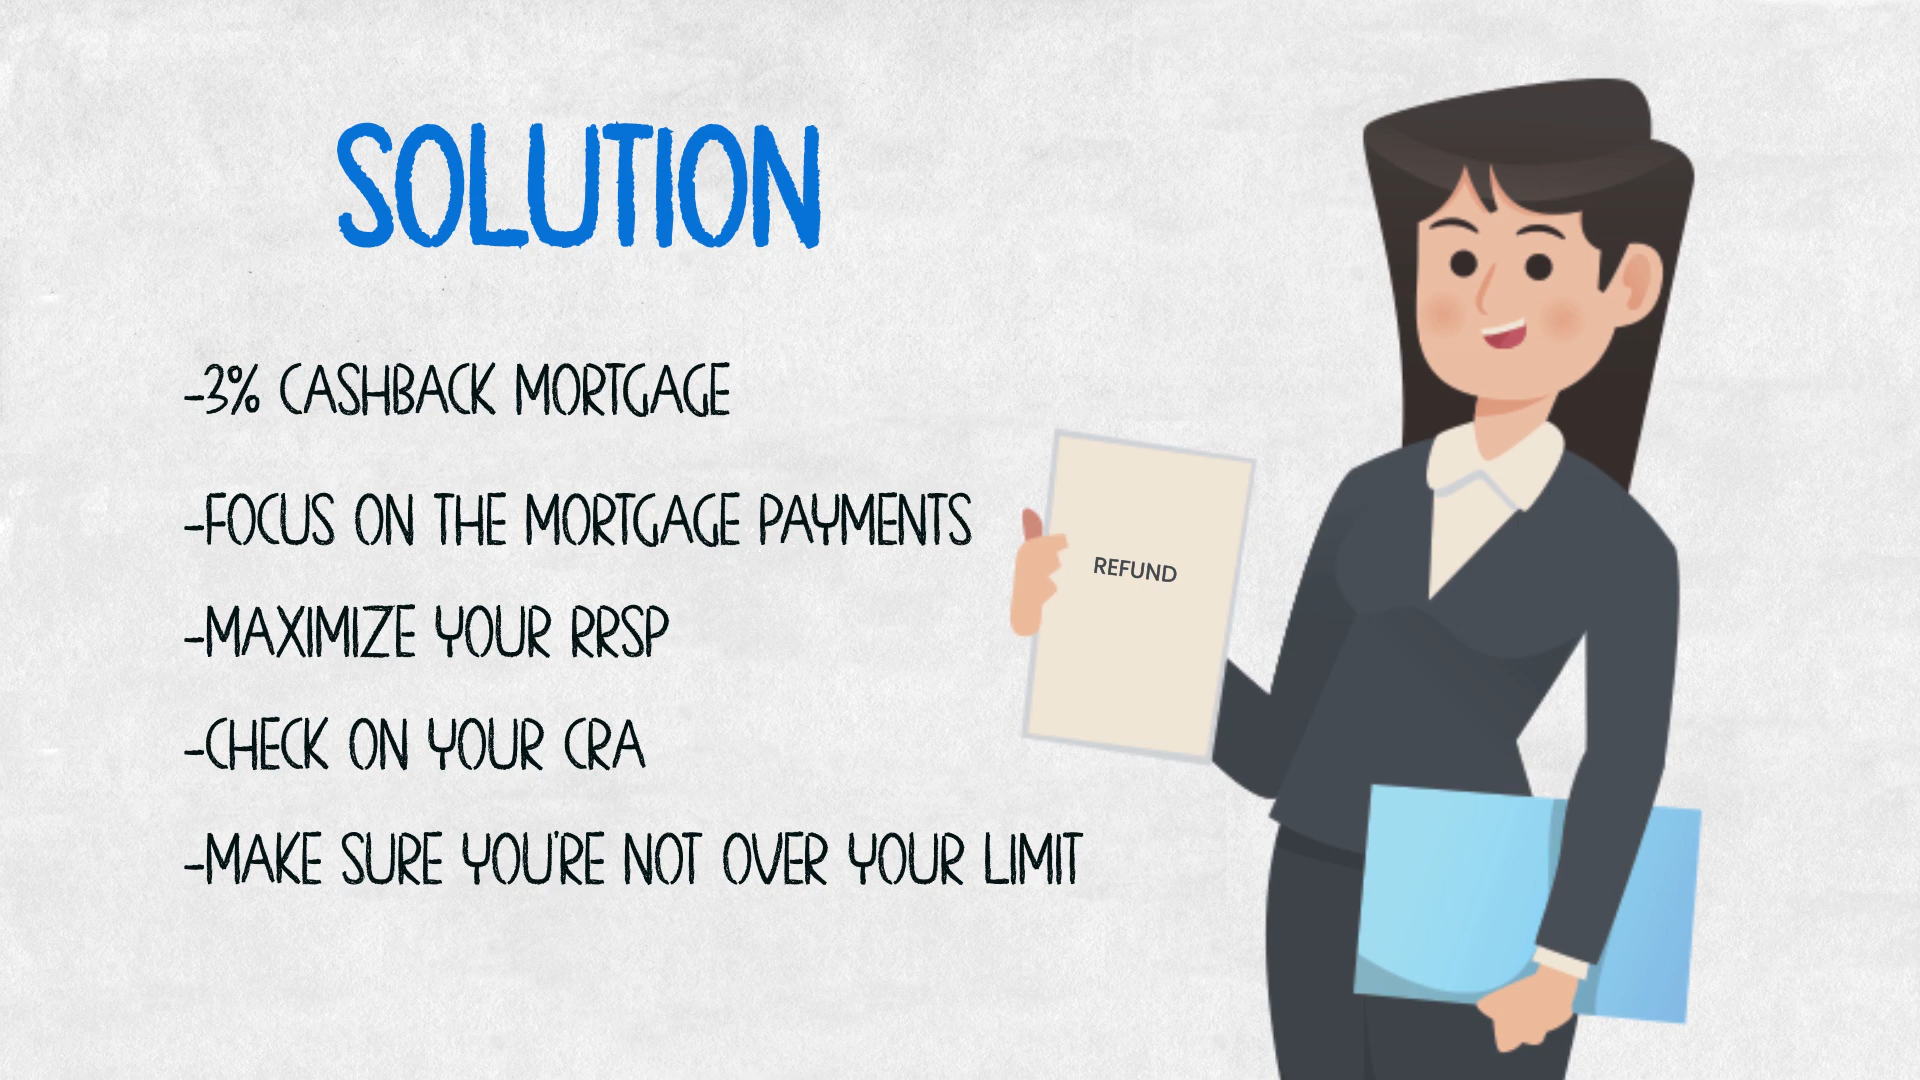 SOLUTION
-3% CASHBACK MORTGAGE
-FOCUS ON THE MORTGAGE PAYMENTS
-MAXIMIZE YOUR RRSP
-CHECK ON YOUR CRA
-MAKE SURE YOU'RE NOT OVER YOUR LIMIT
REFUND